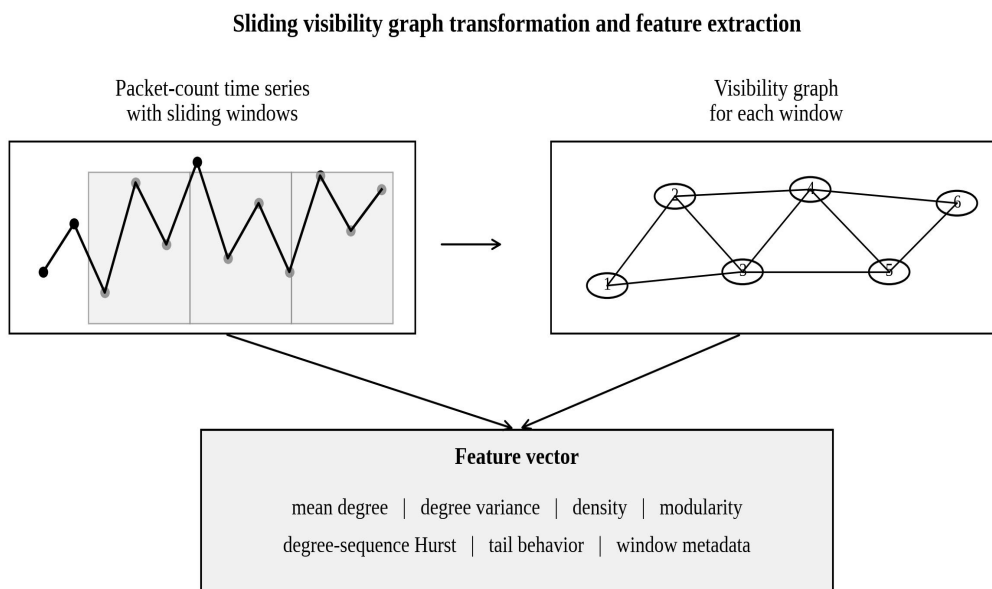 Sliding visibility graph transformation and feature extraction
Packet-count time series
with sliding windows
Visibility graph
for each window
2
4
6
1
3
5
Feature vector
mean degree | degree variance | density | modularity
degree-sequence Hurst | tail behavior | window metadata